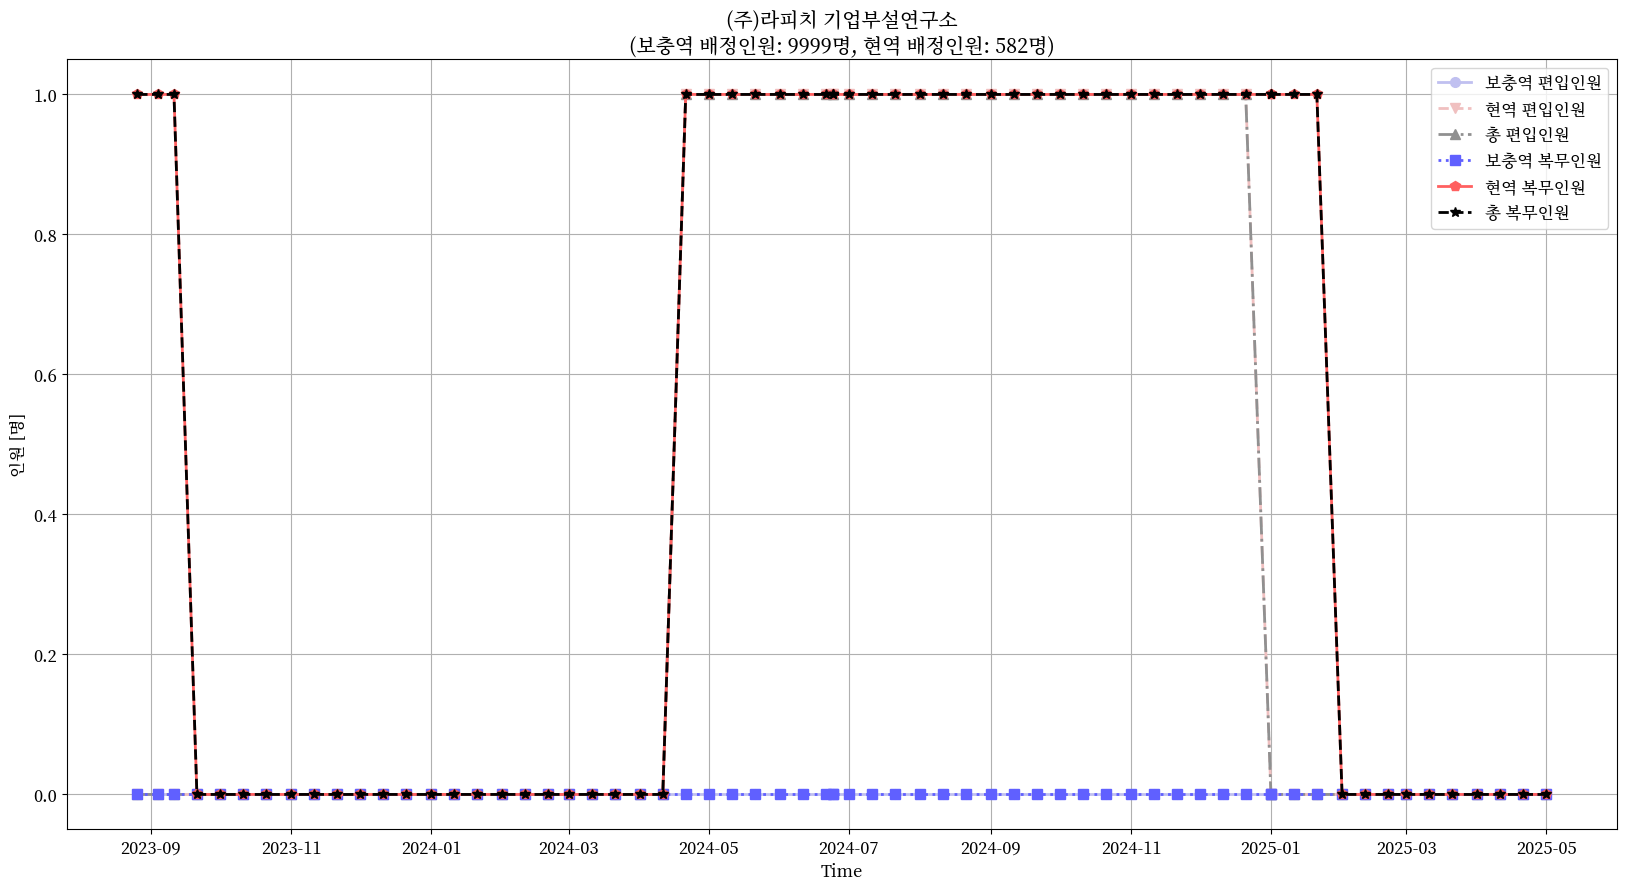 (주)라피치 기업부설연구소
(보충역 배정인원: 9999명, 현역 배정인원: 582명)
1.0
0.8
0.6
0.4
0.2
0.0
인원 [명]
보충역 편입인원
현역 편입인원
총 편입인원
보충역 복무인원
현역 복무인원
총 복무인원
2023-09
2023-11
2024-01
2024-03
2024-05
2024-07
2024-09
2024-11
2025-01
2025-03
2025-05
Time